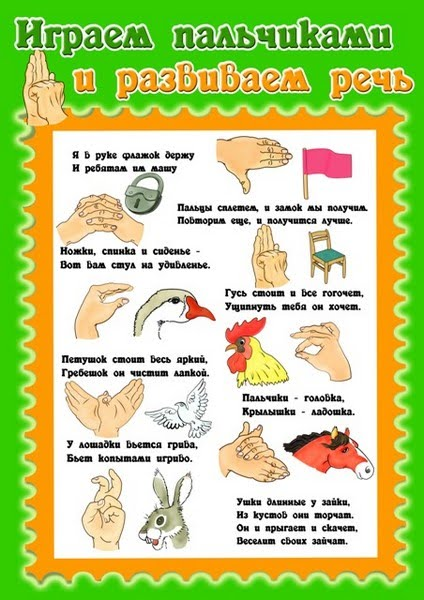 Играем пальчиками
и развиваем речь
Я в руке флажок держу
И ребятам им машу
Пальцы сплетем, и замок мы получим.
Повторим еще, и получится лучше.
Ножки, спинка и сиденье -
Вот вам стул на удивленье.
Гусь стоит и все гогочет,
Ущипнуть тебя он хочет.
Петушок стоит весь яркий,
Гребешок он чистит лапкой.
Пальчики - головка,
Крылышки - ладошка.
У лошадки вьется грива,
Бьет копытами игриво.
Ушки длинные у зайки,
Из кустов они торчат.
Он и прыгает и скачет,
Веселит своих зайчат.